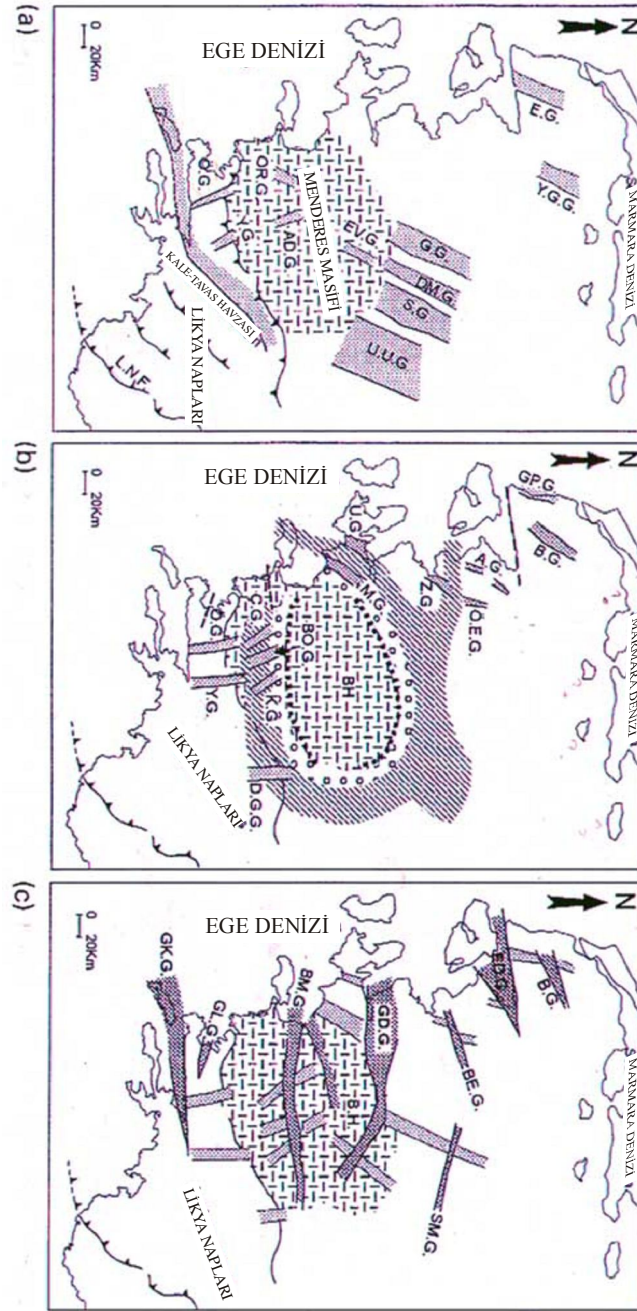 (a)
N
MARMARA DENİZİ
EGE DENİZİ
E.G.
Y.G.G.
G.G.
DM.G.
S.G
U.U.G
EV.G.
MENDERES MASİFİ
OR.G.
AD.G.
Ö.G.
Y.G.
KALE-TAVAS HAVZASI
LİKYA NAPLARI
L.N.F.
0 20Km
(b)
N
MARMARA DENİZİ
EGE DENİZİ
GP.G.
B.G.
A.G.
Ö.E.G.
Z.G
M.G.
U.G.
BH
BO.G.
Ç.G.
K.G.
Ö.G.
Y.G.
D.G.G.
LİKYA NAPLARI
0 20Km
(c)
N
MARMARA DENİZİ
EGE DENİZİ
ED.G.
B.G.
BE.G.
SM.G.
GD.G.
B.H
BM.G
GL.G.
GK.G.
LİKYA NAPLARI
0 20Km